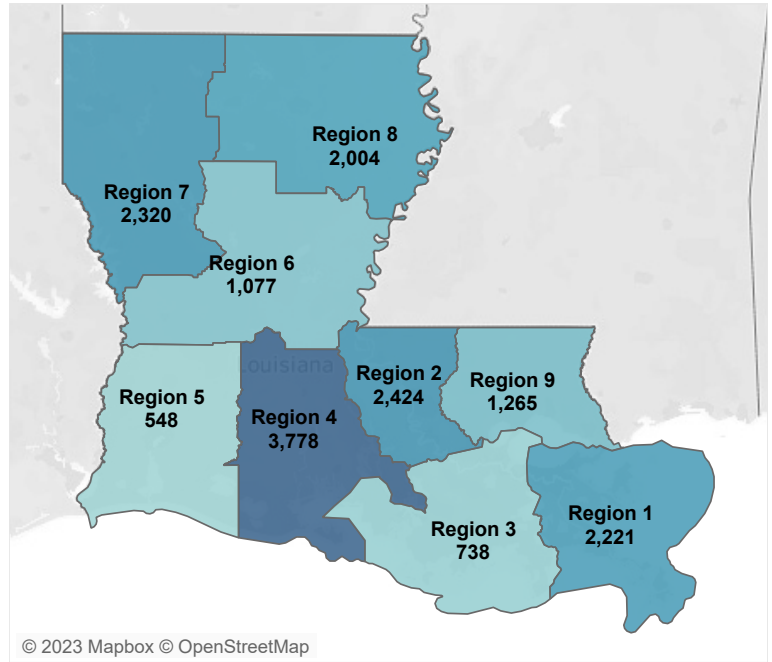 Region 8
2,004
Region 7
2,320
Region 6
1,077
Louisiana
Region 2
2,424
Region 9
1,265
Region 5
548
Region 4
3,778
Region 1
2,221
Region 3
738
© 2023 Mapbox © OpenStreetMap